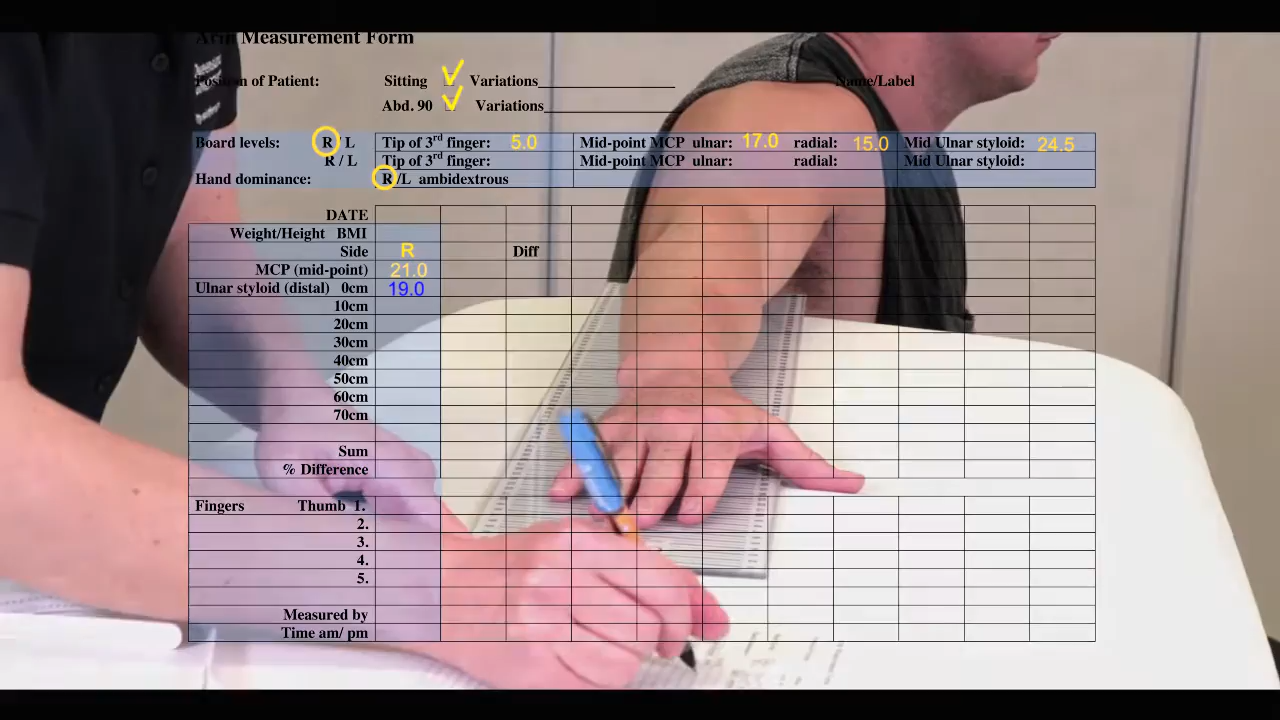 Arm Measurement Form
Position of Patient: Sitting Variations Name/Label
Abd. 90 Variations
Board levels: R / L Tip of 3rd finger: 5.0 Mid-point MCP ulnar: 17.0 radial: 15.0 Mid Ulnar styloid: 24.5
R / L Tip of 3rd finger: Mid-point MCP ulnar: radial: Mid Ulnar styloid:
Hand dominance: R /L ambidextrous
DATE
Weight/Height BMI
Side R Diff
MCP (mid-point) 21.0
Ulnar styloid (distal) 0cm 19.0
10cm
20cm
30cm
40cm
50cm
60cm
70cm
Sum
% Difference
Fingers Thumb 1.
2.
3.
4.
5.
Measured by
Time am/ pm